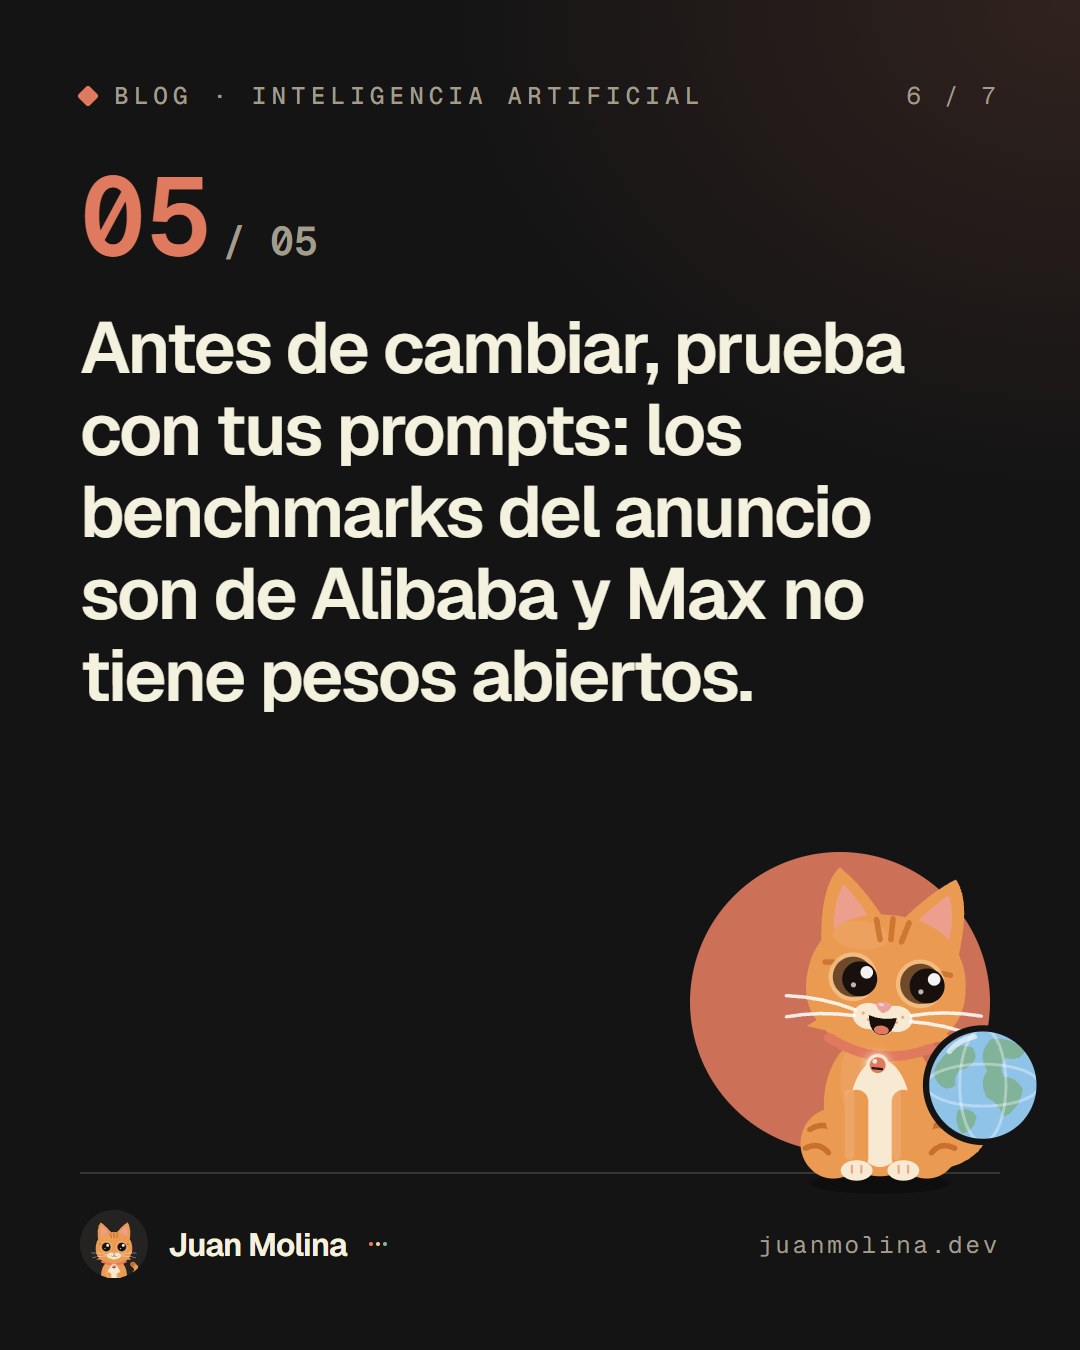 BLOG · INTELIGENCIA ARTIFICIAL
6 / 7
05 / 05
Antes de cambiar, prueba
con tus prompts: los
benchmarks del anuncio
son de Alibaba y Max no
tiene pesos abiertos.
Juan Molina
juanmolina.dev